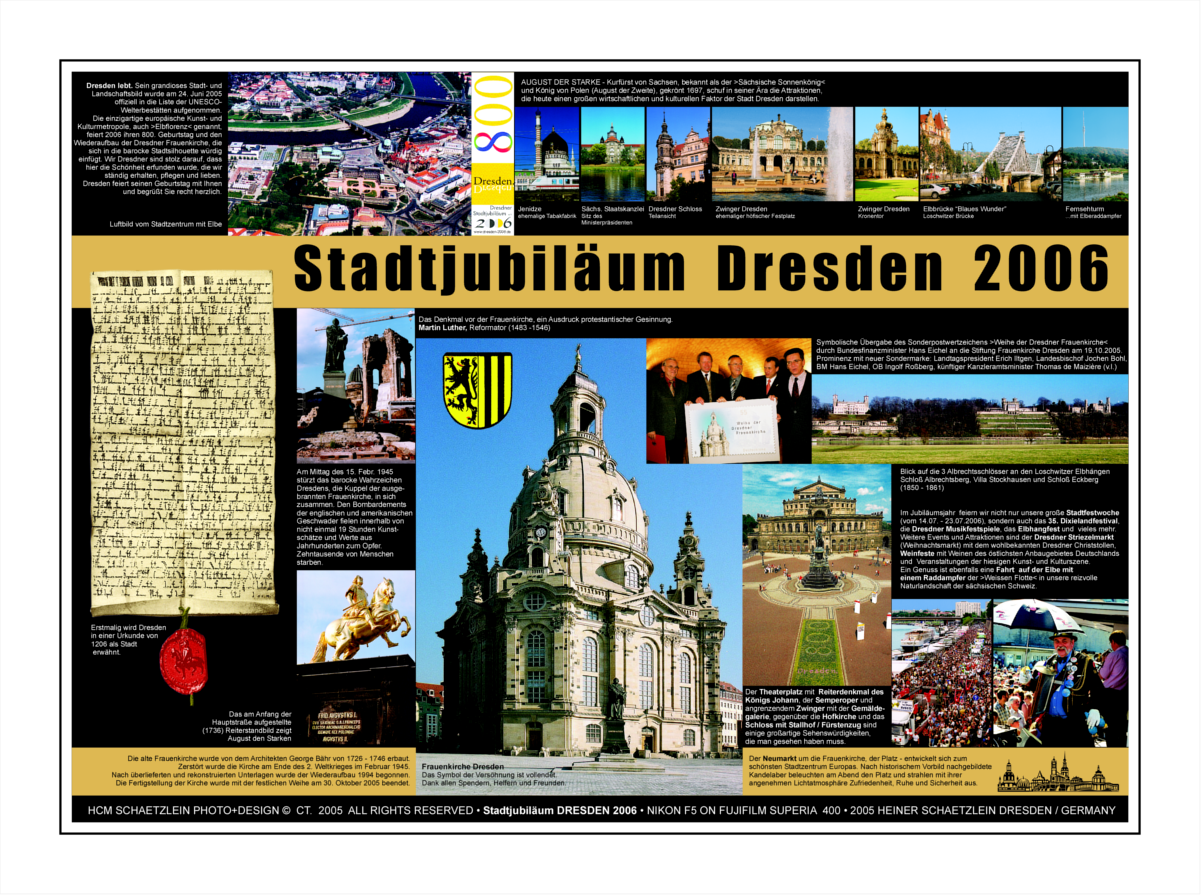 Dresden lebt. Sein grandioses Stadt- und
Landschaftsbild wurde am 24. Juni 2005
offiziell in die Liste der UNESCO-
Welterbestätten aufgenommen.
Die einzigartige europäische Kunst- und
Kulturmetropole, auch >Elbflorenz< genannt,
feiert 2006 ihren 800. Geburtstag und den
Wiederaufbau der Dresdner Frauenkirche, die
sich in die barocke Stadtsilhouette würdig
einfügt. Wir Dresdner sind stolz darauf, dass
hier die Schönheit erfunden wurde, die wir
ständig erhalten, pflegen und lieben.
Dresden feiert seinen Geburtstag mit Ihnen
und begrüßt Sie recht herzlich.
Luftbild vom Stadtzentrum mit Elbe
800
Dresden
Dresdner
Stadtjubiläum
2006
www.dresden-2006.de
AUGUST DER STARKE - Kurfürst von Sachsen, bekannt als der >Sächsische Sonnenkönig<
und König von Polen (August der Zweite), gekrönt 1697, schuf in seiner Ära die Attraktionen,
die heute einen großen wirtschaftlichen und kulturellen Faktor der Stadt Dresden darstellen.
Jenidze
ehemalige Tabakfabrik
Sächs. Staatskanzlei
Sitz des
Ministerpräsidenten
Dresdner Schloss
Teilansicht
Zwinger Dresden
ehemaliger höfischer Festplatz
Zwinger Dresden
Kronentor
Elbbrücke "Blaues Wunder"
Loschwitzer Brücke
Fernsehturm
...mit Elberaddampfer
Stadtjubiläum Dresden 2006
Das Denkmal vor der Frauenkirche, ein Ausdruck protestantischer Gesinnung.
Martin Luther, Reformator (1483 -1546)
Symbolische Übergabe des Sonderpostwertzeichens >Weihe der Dresdner Frauenkirche<
durch Bundesfinanzminister Hans Eichel an die Stiftung Frauenkirche Dresden am 19.10.2005.
Prominenz mit neuer Sondermarke: Landtagspresident Erich Iltgen, Landesbischof Jochen Bohl,
BM Hans Eichel, OB Ingolf Roßberg, künftiger Kanzleramtsminister Thomas de Maizière (v.l.)
Weihe der
Dresdner
Frauenkirche
Am Mittag des 15. Febr. 1945
stürzt das barocke Wahrzeichen
Dresdens, die Kuppel der ausge-
brannten Frauenkirche, in sich
zusammen. Den Bombardements
der englischen und amerikanischen
Geschwader fielen innerhalb von
nicht einmal 19 Stunden Kunst-
schätze und Werte aus
Jahrhunderten zum Opfer.
Zehntausende von Menschen
starben.
Blick auf die 3 Albrechtsschlösser an den Loschwitzer Elbhängen
Schloß Albrechtsberg, Villa Stockhausen und Schloß Eckberg
(1850 - 1861)
Im Jubiläumsjahr feiern wir nicht nur unsere große Stadtfestwoche
(vom 14.07. - 23.07.2006), sondern auch das 35. Dixielandfestival,
die Dresdner Musikfestspiele, das Elbhangfest und vieles mehr.
Weitere Events und Attraktionen sind der Dresdner Striezelmarkt
(Weihnachtsmarkt) mit dem wohlbekannten Dresdner Christstollen,
Weinfeste mit Weinen des östlichsten Anbaugebietes Deutschlands
und Veranstaltungen der hiesigen Kunst- und Kulturszene.
Ein Genuss ist ebenfalls eine Fahrt auf der Elbe mit
einem Raddampfer der >Weissen Flotte< in unsere reizvolle
Naturlandschaft der sächsischen Schweiz.
Erstmalig wird Dresden
in einer Urkunde von
1206 als Stadt
erwähnt.
Das am Anfang der
Hauptstraße aufgestellte
(1736) Reiterstandbild zeigt
August den Starken
Der Theaterplatz mit Reiterdenkmal des
Königs Johann, der Semperoper und
angrenzendem Zwinger mit der Gemälde-
galerie, gegenüber die Hofkirche und das
Schloss mit Stallhof / Fürstenzug sind
einige großartige Sehenswürdigkeiten,
die man gesehen haben muss.
Die alte Frauenkirche wurde von dem Architekten George Bähr von 1726 - 1746 erbaut.
Zerstört wurde die Kirche am Ende des 2. Weltkrieges im Februar 1945.
Nach überlieferten und rekonstruierten Unterlagen wurde der Wiederaufbau 1994 begonnen.
Die Fertigstellung der Kirche wurde mit der festlichen Weihe am 30. Oktober 2005 beendet.
Frauenkirche Dresden
Das Symbol der Versöhnung ist vollendet.
Dank allen Spendern, Helfern und Freunden.
Der Neumarkt um die Frauenkirche, der Platz - entwickelt sich zum
schönsten Stadtzentrum Europas. Nach historischem Vorbild nachgebildete
Kandelaber beleuchten am Abend den Platz und strahlen mit ihrer
angenehmen Lichtatmosphäre Zufriedenheit, Ruhe und Sicherheit aus.
HCM SCHAETZLEIN PHOTO+DESIGN © CT. 2005 ALL RIGHTS RESERVED • Stadtjubiläum DRESDEN 2006 • NIKON F5 ON FUJIFILM SUPERIA 400 • 2005 HEINER SCHAETZLEIN DRESDEN / GERMANY